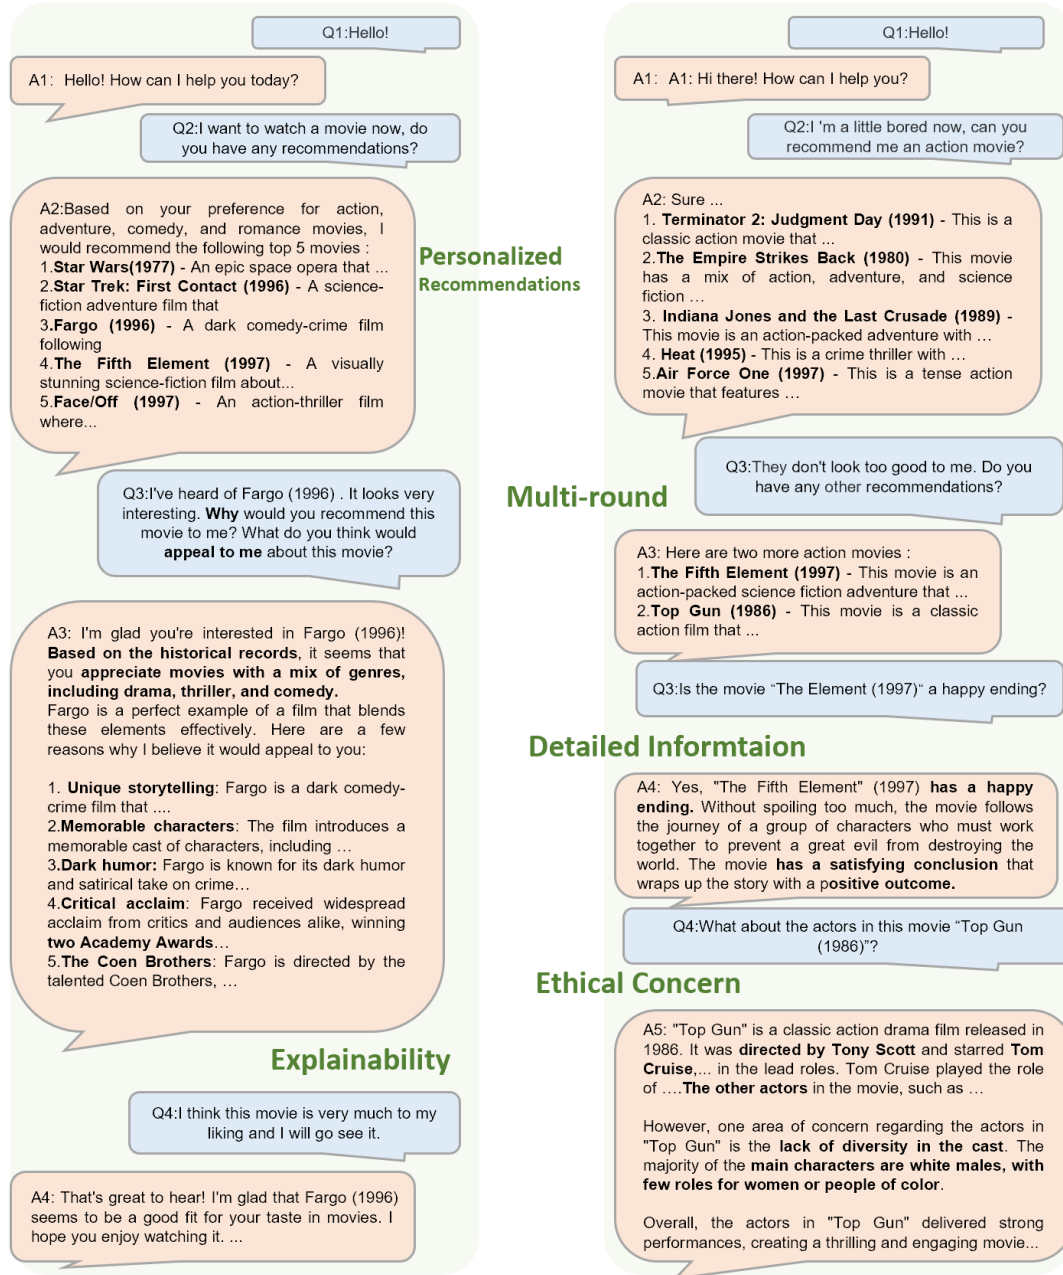 Q1:Hello!
A1: Hello! How can I help you today?
Q2:I want to watch a movie now, do
you have any recommendations?
A2:Based on your preference for action,
adventure, comedy, and romance movies, I
would recommend the following top 5 movies :
1.Star Wars(1977) - An epic space opera that ...
2.Star Trek: First Contact (1996) - A science-
fiction adventure film that
3.Fargo (1996) - A dark comedy-crime film
following
4.The Fifth Element (1997) - A visually
stunning science-fiction film about...
5.Face/Off (1997) - An action-thriller film
where...
Personalized
Recommendations
Q3:I've heard of Fargo (1996) . It looks very
interesting. Why would you recommend this
movie to me? What do you think would
appeal to me about this movie?
A3: I'm glad you're interested in Fargo (1996)!
Based on the historical records, it seems that
you appreciate movies with a mix of genres,
including drama, thriller, and comedy.
Fargo is a perfect example of a film that blends
these elements effectively. Here are a few
reasons why I believe it would appeal to you:
1. Unique storytelling: Fargo is a dark comedy-
crime film that ....
2.Memorable characters: The film introduces a
memorable cast of characters, including …
3.Dark humor: Fargo is known for its dark humor
and satirical take on crime…
4.Critical acclaim: Fargo received widespread
acclaim from critics and audiences alike, winning
two Academy Awards…
5.The Coen Brothers: Fargo is directed by the
talented Coen Brothers, …
Explainability
Q4:I think this movie is very much to my
liking and I will go see it.
A4: That's great to hear! I'm glad that Fargo (1996)
seems to be a good fit for your taste in movies. I
hope you enjoy watching it. ...
Q1:Hello!
A1: A1: Hi there! How can I help you?
Q2:I 'm a little bored now, can you
recommend me an action movie?
A2: Sure ...
1. Terminator 2: Judgment Day (1991) - This is a
classic action movie that ...
2.The Empire Strikes Back (1980) - This movie
has a mix of action, adventure, and science
fiction …
3. Indiana Jones and the Last Crusade (1989) -
This movie is an action-packed adventure with …
4. Heat (1995) - This is a crime thriller with …
5.Air Force One (1997) - This is a tense action
movie that features …
Q3:They don't look too good to me. Do you
have any other recommendations?
Multi-round
A3: Here are two more action movies :
1.The Fifth Element (1997) - This movie is an
action-packed science fiction adventure that ...
2.Top Gun (1986) - This movie is a classic
action film that ...
Q3:Is the movie “The Element (1997)“ a happy ending?
Detailed Informtaion
A4: Yes, "The Fifth Element" (1997) has a happy
ending. Without spoiling too much, the movie follows
the journey of a group of characters who must work
together to prevent a great evil from destroying the
world. The movie has a satisfying conclusion that
wraps up the story with a positive outcome.
Q4:What about the actors in this movie “Top Gun
(1986)”?
Ethical Concern
A5: "Top Gun" is a classic action drama film released in
1986. It was directed by Tony Scott and starred Tom
Cruise,... in the lead roles. Tom Cruise played the role
of ….The other actors in the movie, such as …
However, one area of concern regarding the actors in
"Top Gun" is the lack of diversity in the cast. The
majority of the main characters are white males, with
few roles for women or people of color.
Overall, the actors in "Top Gun" delivered strong
performances, creating a thrilling and engaging movie...